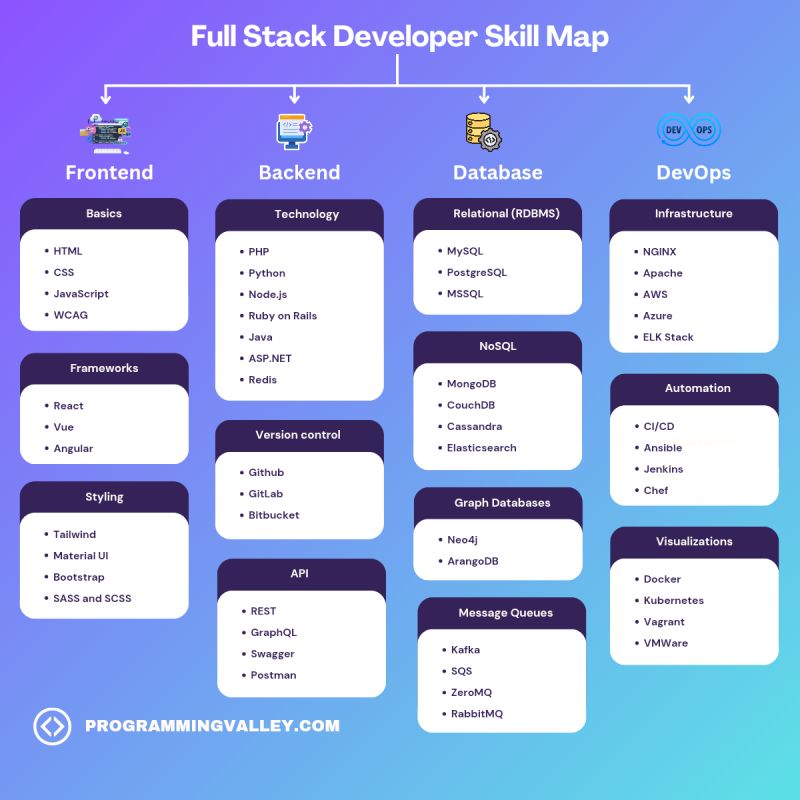 Full Stack Developer Skill Map
DEV OPS
Frontend
Backend
Database
DevOps
Basics
• HTML
• CSS
• JavaScript
• WCAG
Frameworks
• React
• Vue
• Angular
Styling
• Tailwind
• Material UI
• Bootstrap
• SASS and SCSS
Technology
• PHP
• Python
• Node.js
• Ruby on Rails
• Java
• ASP.NET
• Redis
Version control
• Github
• GitLab
• Bitbucket
API
• REST
• GraphQL
• Swagger
• Postman
Relational (RDBMS)
• MySQL
• PostgreSQL
• MSSQL
NoSQL
• MongoDB
• CouchDB
• Cassandra
• Elasticsearch
Graph Databases
• Neo4j
• ArangoDB
Message Queues
• Kafka
• SQS
• ZeroMQ
• RabbitMQ
Infrastructure
• NGINX
• Apache
• AWS
• Azure
• ELK Stack
Automation
• CI/CD
• Ansible
• Jenkins
• Chef
Visualizations
• Docker
• Kubernetes
• Vagrant
• VMWare
PROGRAMMINGVALLEY.COM